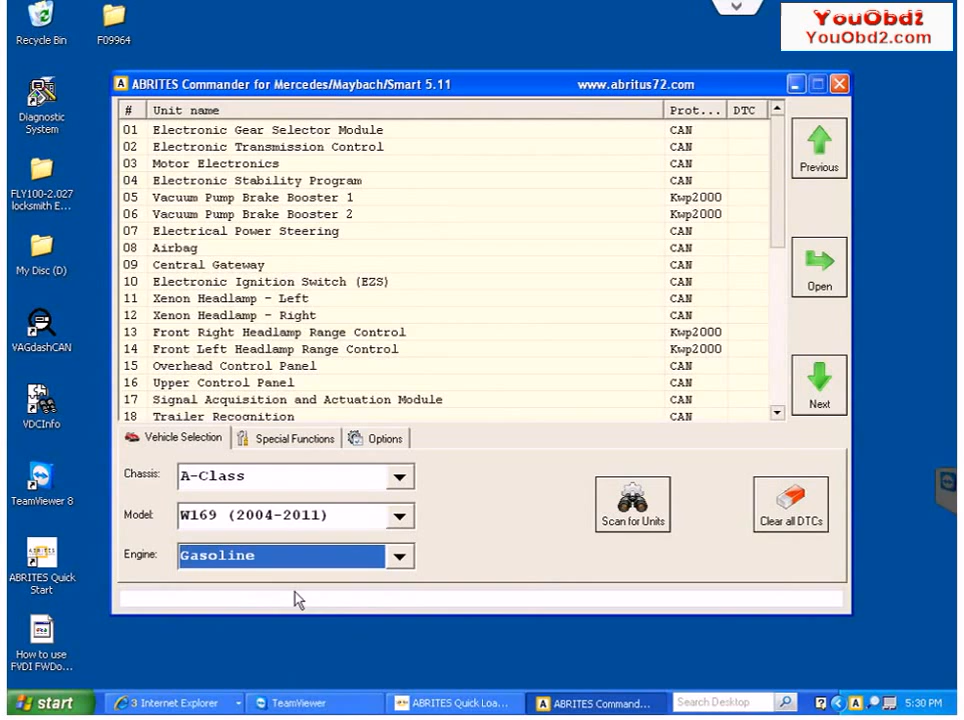 YouObd2
YouObd2.com
Recycle Bin
F09964
Diagnostic
System
FLY100-2.027
locksmith E...
My Disc (D)
VAGdashCAN
VDCInfo
TeamViewer 8
ABRITES Quick
Start
How to use
FVDI FWDo...
ABRITES Commander for Mercedes/Maybach/Smart 5.11 www.abritus72.com
# Unit name Prot... DTC
01 Electronic Gear Selector Module CAN
02 Electronic Transmission Control CAN
03 Motor Electronics CAN
04 Electronic Stability Program CAN
05 Vacuum Pump Brake Booster 1 Kwp2000
06 Vacuum Pump Brake Booster 2 Kwp2000
07 Electrical Power Steering CAN
08 Airbag CAN
09 Central Gateway CAN
10 Electronic Ignition Switch (EZS) CAN
11 Xenon Headlamp - Left CAN
12 Xenon Headlamp - Right CAN
13 Front Right Headlamp Range Control Kwp2000
14 Front Left Headlamp Range Control Kwp2000
15 Overhead Control Panel CAN
16 Upper Control Panel CAN
17 Signal Acquisition and Actuation Module CAN
18 Trailer Recognition CAN
Previous
Open
Next
Vehicle Selection Special Functions Options
Chassis: A-Class
Model: W169 (2004-2011)
Engine: Gasoline
Scan for Units
Clear all DTCs
start 3 Internet Explorer TeamViewer ABRITES Quick Loa... ABRITES Command... Search Desktop 5:30 PM